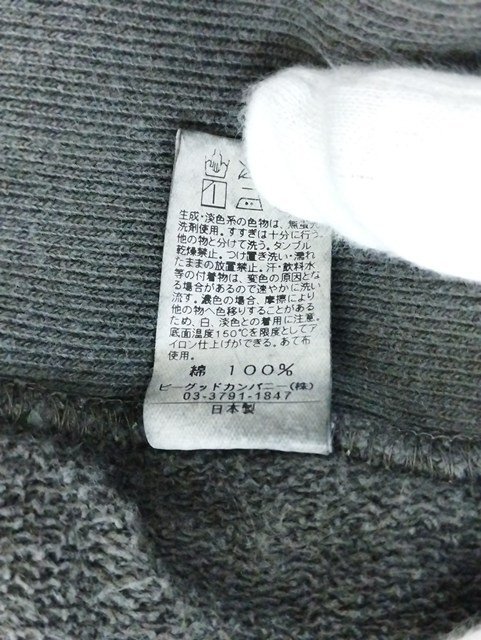 生成・淡色系の色物は、無蛍光
洗剤使用。すすぎは十分に行う。
他の物と分けて洗う。タンブル
乾燥禁止。つけ置き洗い・濡れ
たままの放置禁止。汗・飲料水
等の付着物は、変色の原因とな
る場合があるので速やかに洗い
流す。濃色の場合、摩擦により
他の物へ色移りすることがある
ため、白、淡色との着用に注意。
底面温度150℃を限度としてア
イロン仕上げができる。あて布
使用。
綿 100%
ビーグッドカンパニー(株)
03-3791-1847
日本製